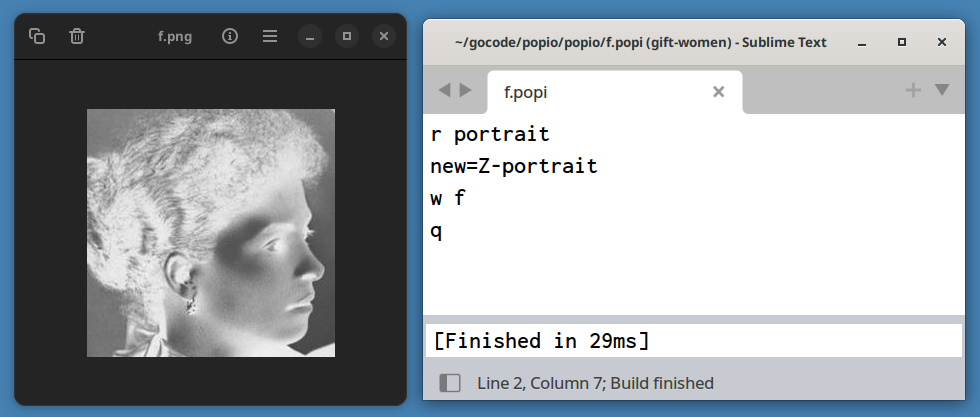 f.png
~/gocode/popio/popio/f.popi (gift-women) - Sublime Text
f.popi
r portrait
new=Z-portrait
w f
q
[Finished in 29ms]
Line 2, Column 7; Build finished